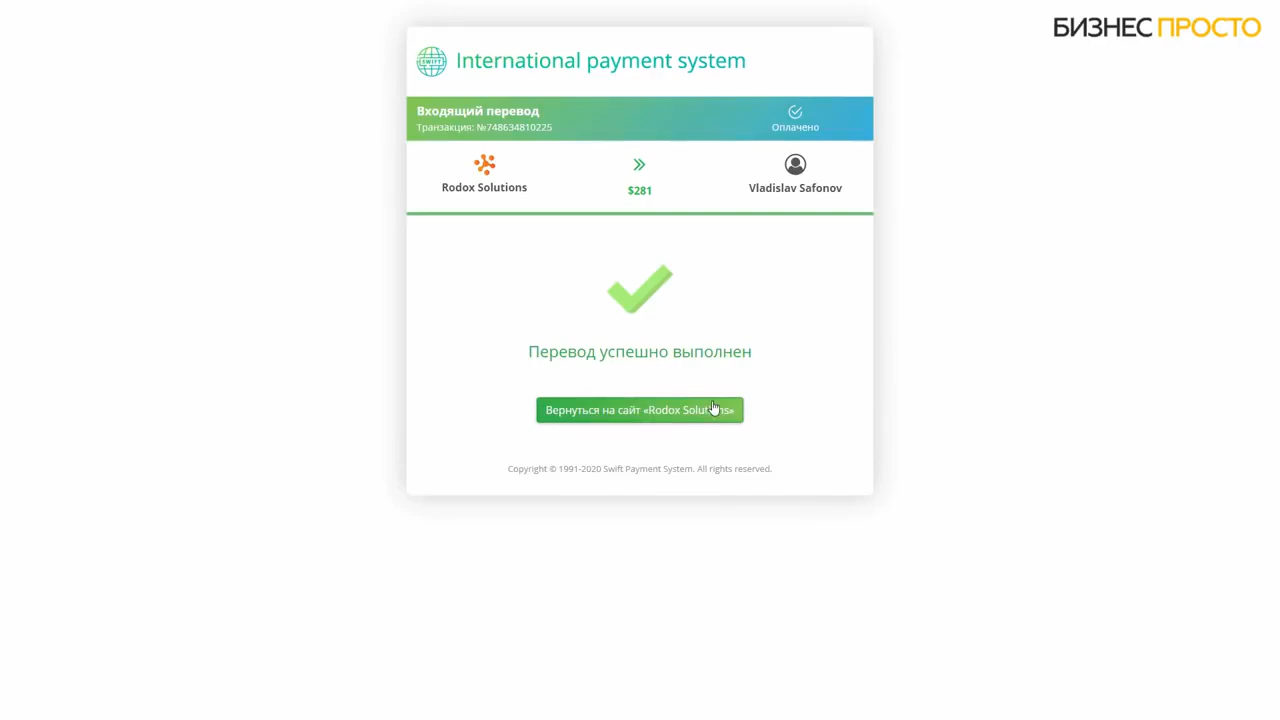 БИЗНЕС ПРОСТО
SWIFT
International payment system
Входящий перевод
Транзакция: №748634810225
Оплачено
Rodox Solutions
$281
Vladislav Safonov
Перевод успешно выполнен
Вернуться на сайт «Rodox Solutions»
Copyright © 1991-2020 Swift Payment System. All rights reserved.